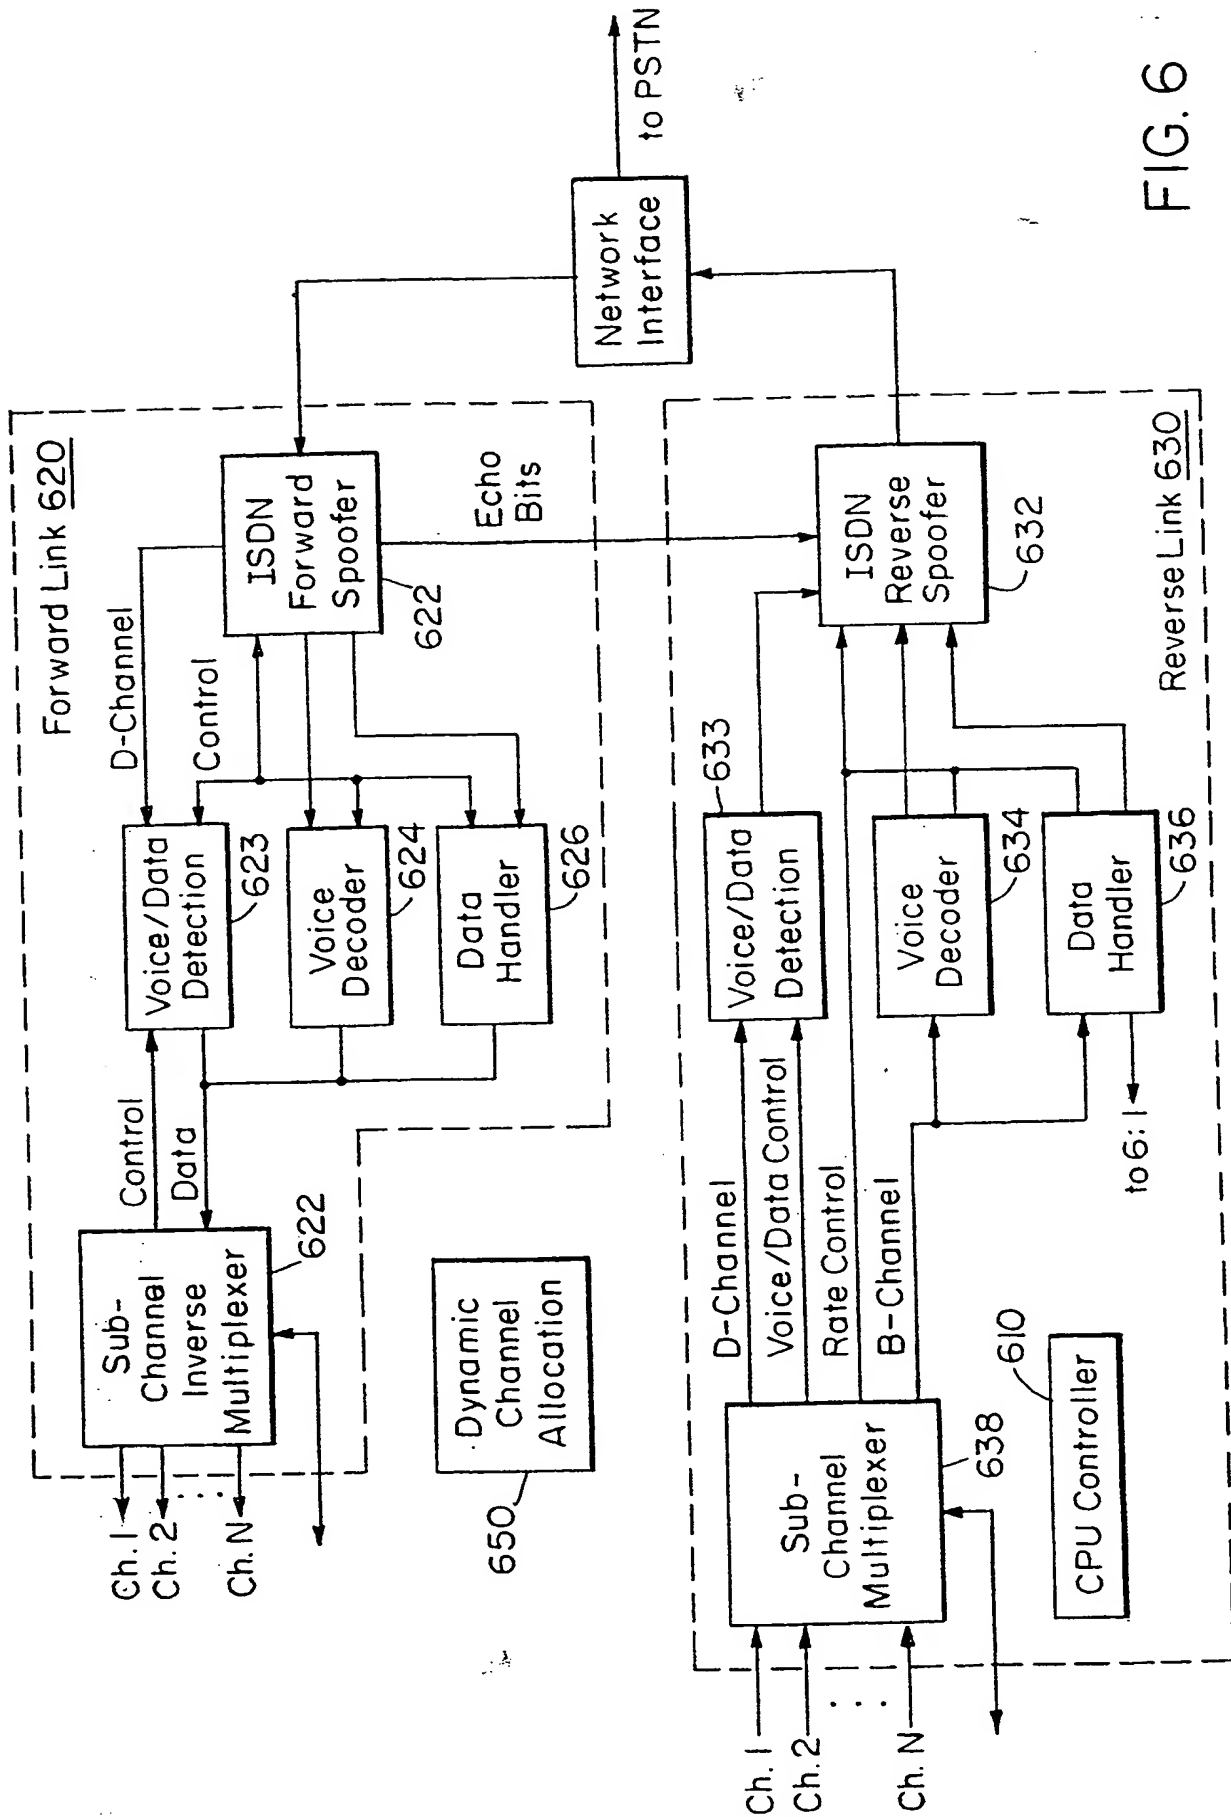 Forward Link 620
Ch. 1
Ch. 2
Ch. N
Sub-
Channel
Inverse
Multiplexer
622
Control
Data
Voice/Data
Detection
623
D-Channel
Control
Voice
Decoder
624
Data
Handler
626
ISDN
Forward
Spoofer
622
Echo
Bits
Network
Interface
to PSTN
Dynamic
Channel
Allocation
650
Ch. 1
Ch. 2
Ch. N
Sub-
Channel
Multiplexer
638
D-Channel
Voice/Data Control
Rate Control
B-Channel
Voice/Data
Detection
633
Voice
Decoder
634
Data
Handler
636
to 6:1
ISDN
Reverse
Spoofer
632
CPU Controller
610
Reverse Link 630
FIG. 6